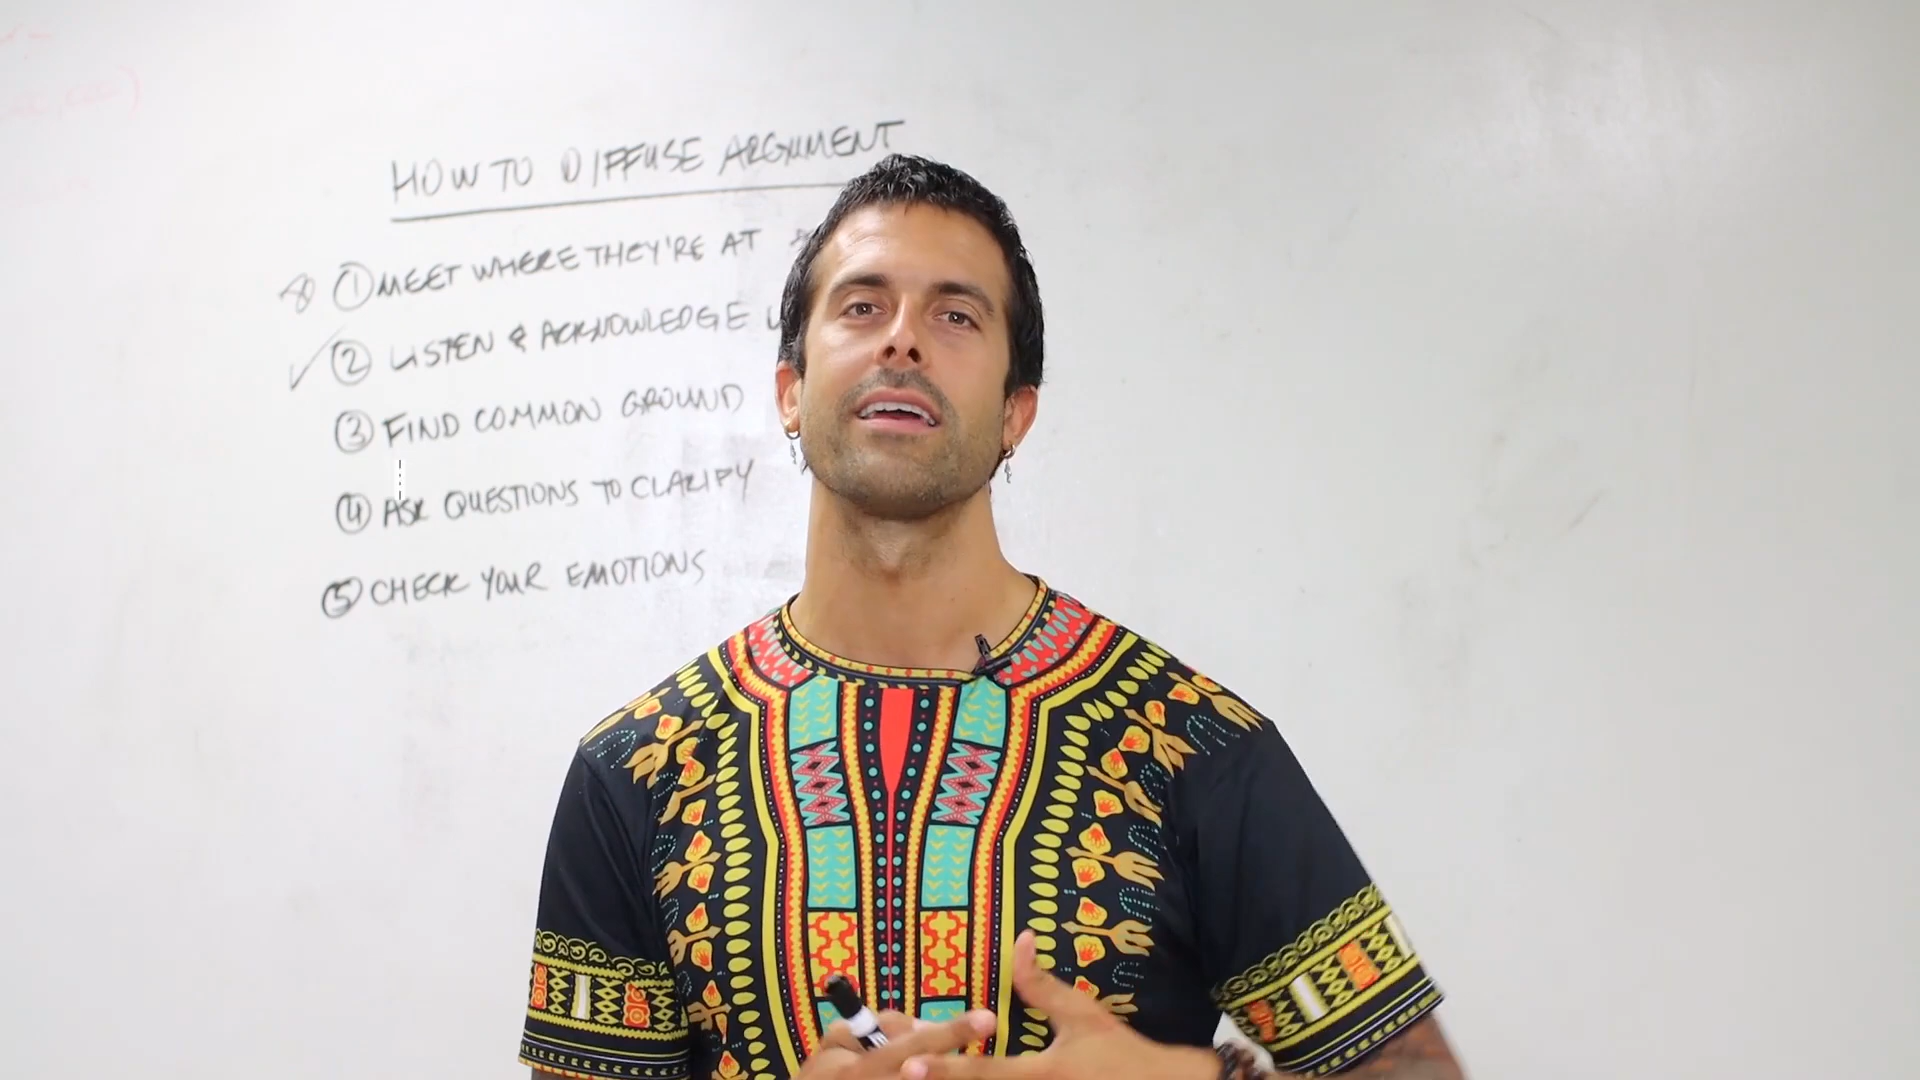 HOW TO DIFFUSE ARGUMENT
① MEET WHERE THEY'RE AT
② LISTEN & ACKNOWLEDGE
③ FIND COMMON GROUND
④ ASK QUESTIONS TO CLARIFY
⑤ CHECK YOUR EMOTIONS